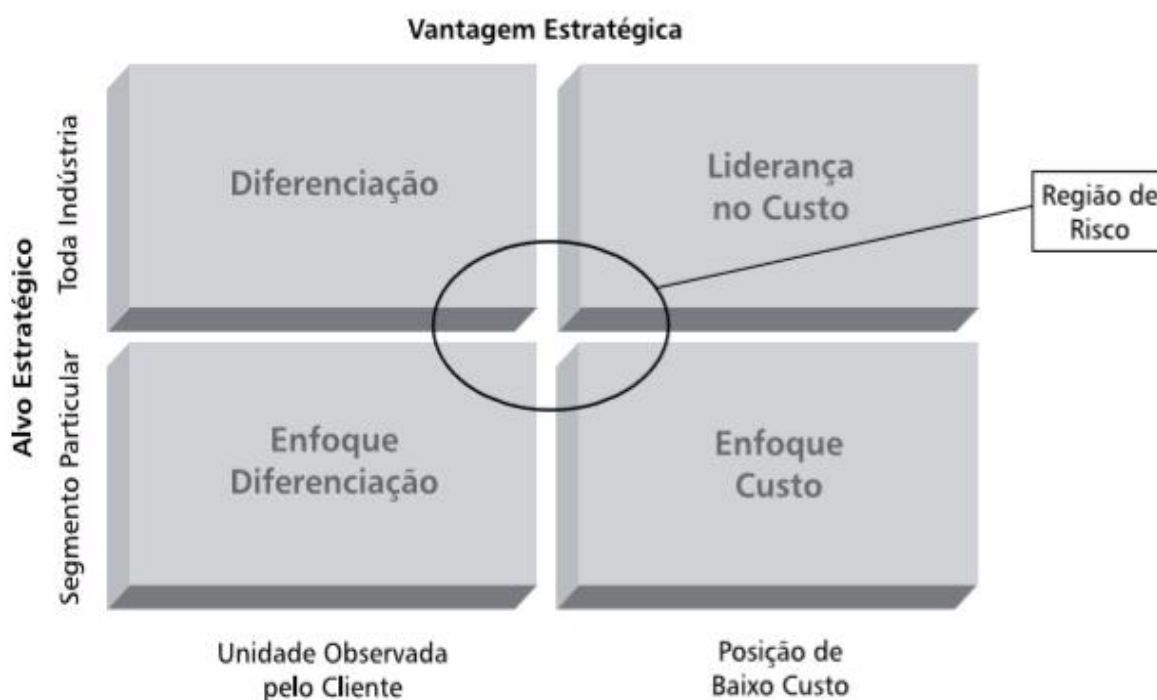 Vantagem Estratégica
Alvo Estratégico
Toda Indústria
Diferenciação
Liderança
no Custo
Região de
Risco
Segmento Particular
Enfoque
Diferenciação
Enfoque
Custo
Unidade Observada
pelo Cliente
Posição de
Baixo Custo